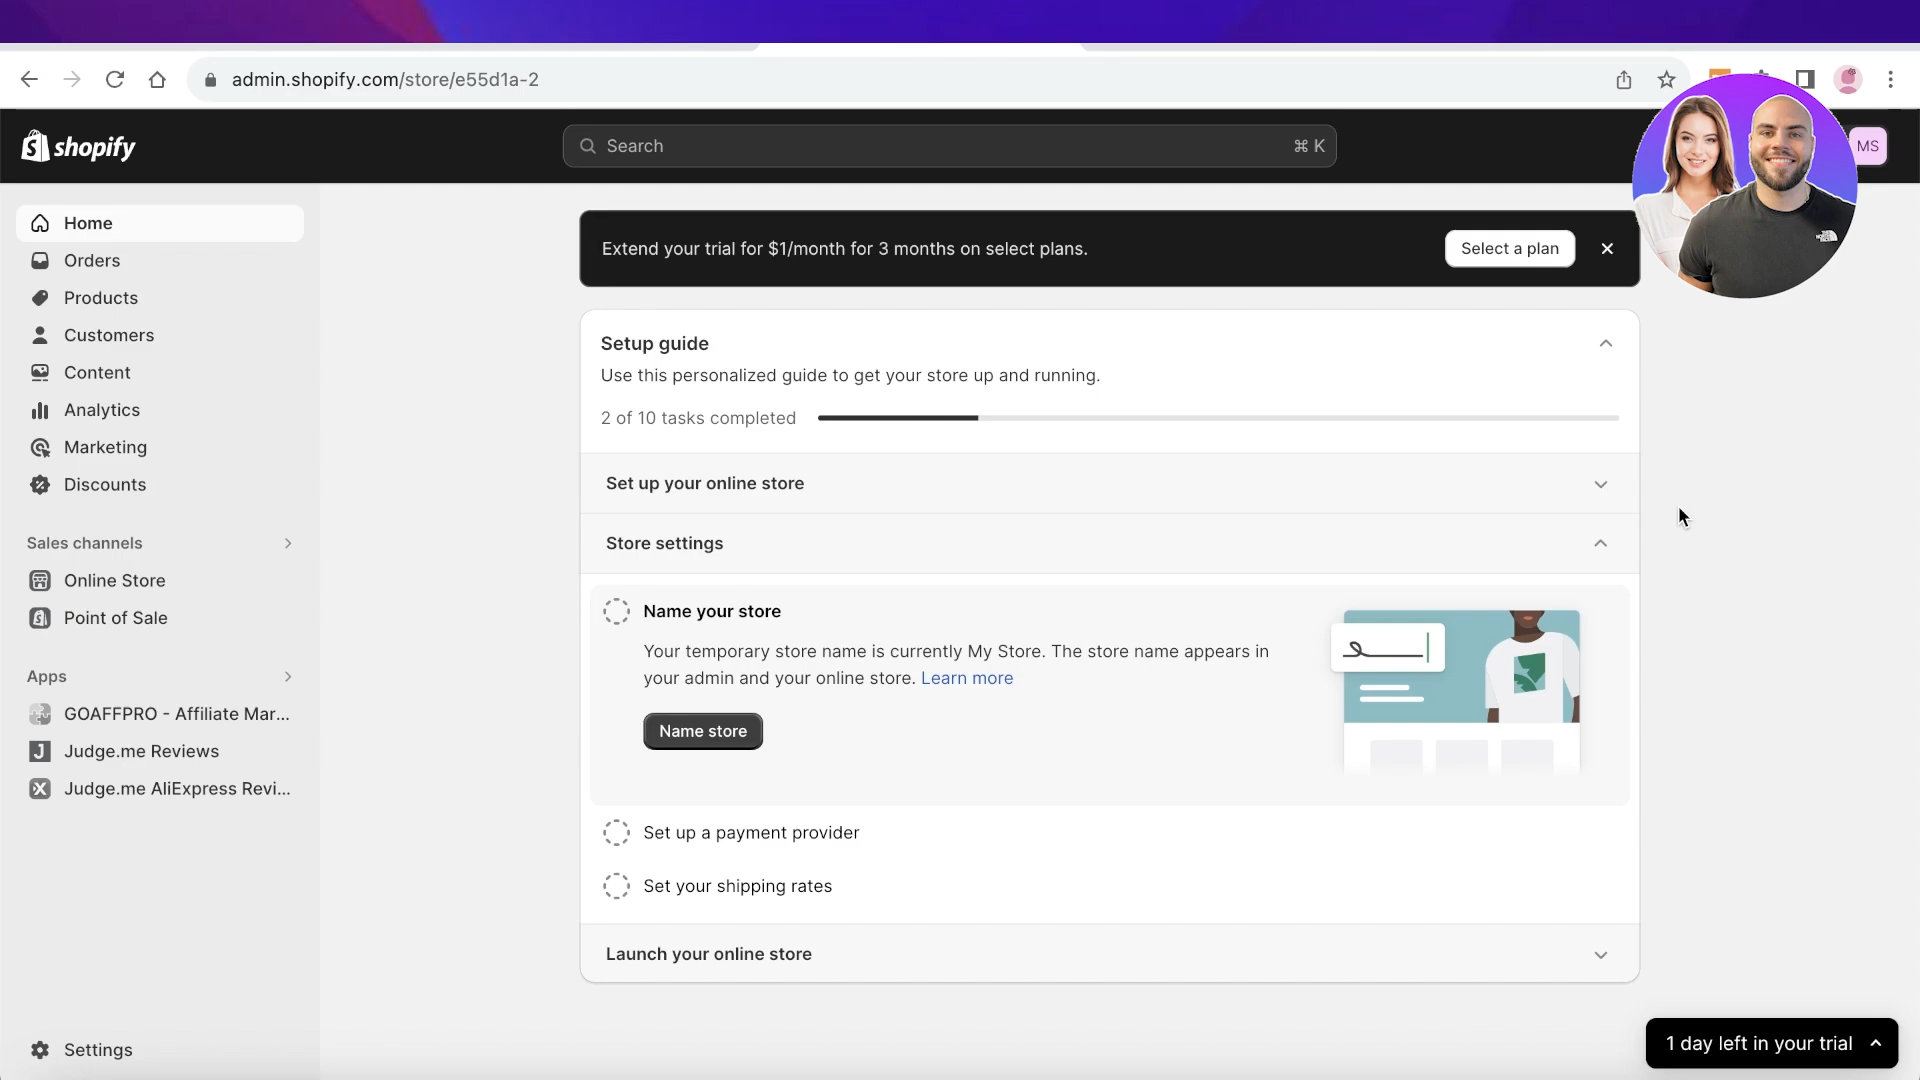 admin.shopify.com/store/e55d1a-2
shopify
Search
⌘ K
MS
Home
Orders
Products
Customers
Content
Analytics
Marketing
Discounts
Sales channels
Online Store
Point of Sale
Apps
GOAFFPRO - Affiliate Mar...
Judge.me Reviews
Judge.me AliExpress Revi...
Settings
Extend your trial for $1/month for 3 months on select plans.
Select a plan
Setup guide
Use this personalized guide to get your store up and running.
2 of 10 tasks completed
Set up your online store
Store settings
Name your store
Your temporary store name is currently My Store. The store name appears in
your admin and your online store. Learn more
Name store
Set up a payment provider
Set your shipping rates
Launch your online store
1 day left in your trial